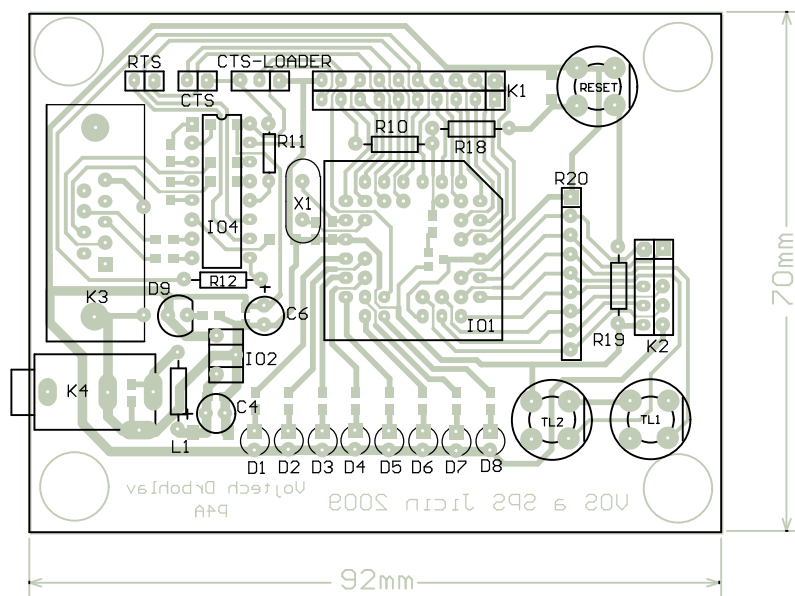 RTS
CTS-LOADER
CTS
K1
RESET
R10
R18
R11
X1
IO4
R20
R12
D9
C6
K3
IO1
R19
K2
IO2
K4
C4
L1
TL2
TL1
D1 D2 D3 D4 D5 D6 D7 D8
Vojtech Drbohlav
P4A
VOS a SPS Jicin 2009
92mm
70mm